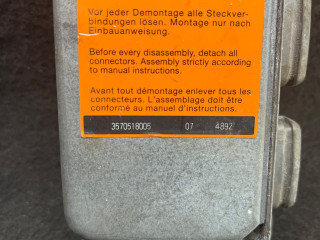 Vor jeder Demontage alle Steckver-
bindungen lösen. Montage nur nach
Einbauanweisung.
Before every disassembly, detach all
connectors. Assembly strictly according
to manual instructions.
Avant tout démontage enlever tous les
connecteurs. L'assemblage doit être
conforme au manuel d'instructions.
3570518005 07 4892